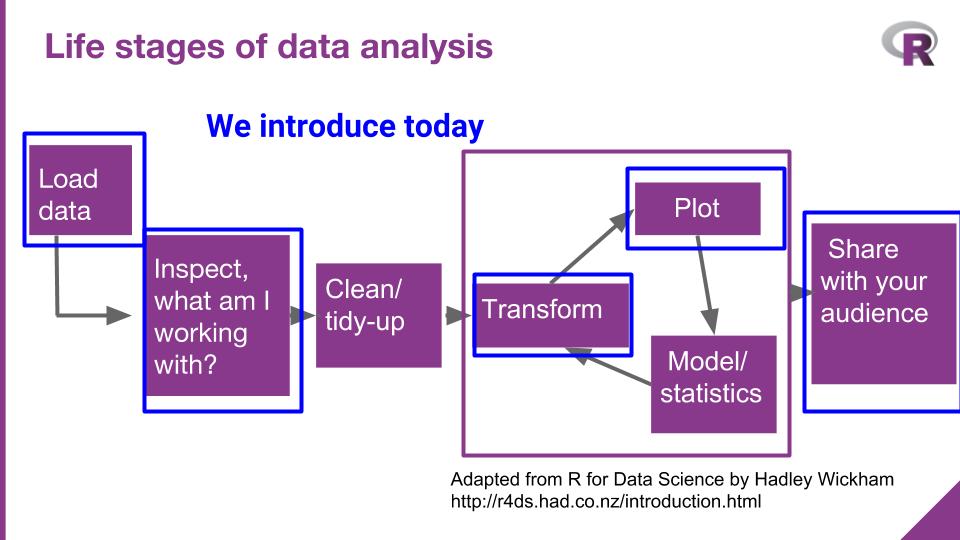 Life stages of data analysis
R
We introduce today
Load
data
Inspect,
what am I
working
with?
Clean/
tidy-up
Transform
Plot
Model/
statistics
Share
with your
audience
Adapted from R for Data Science by Hadley Wickham
http://r4ds.had.co.nz/introduction.html